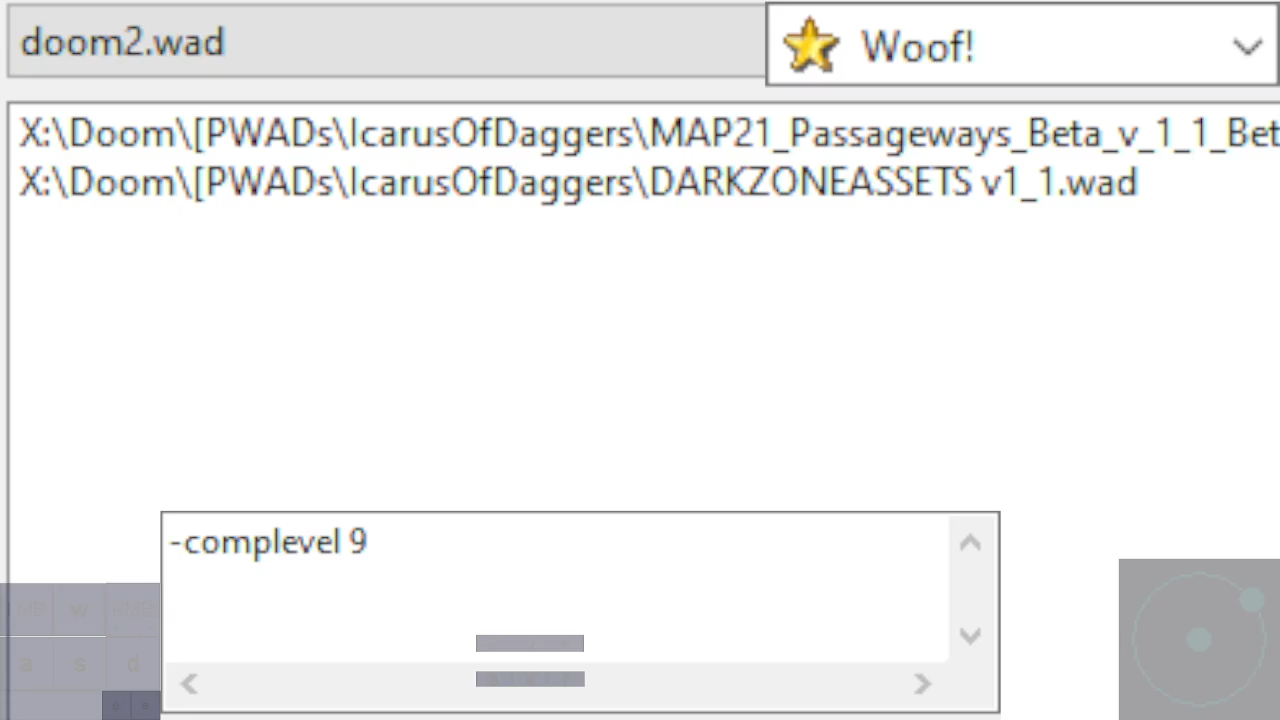 doom2.wad
Woof!
X:\Doom\[PWADs\IcarusOfDaggers\MAP21_Passageways_Beta_v_1_1_Bet
X:\Doom\[PWADs\IcarusOfDaggers\DARKZONEASSETS v1_1.wad
-complevel 9
w
a s d